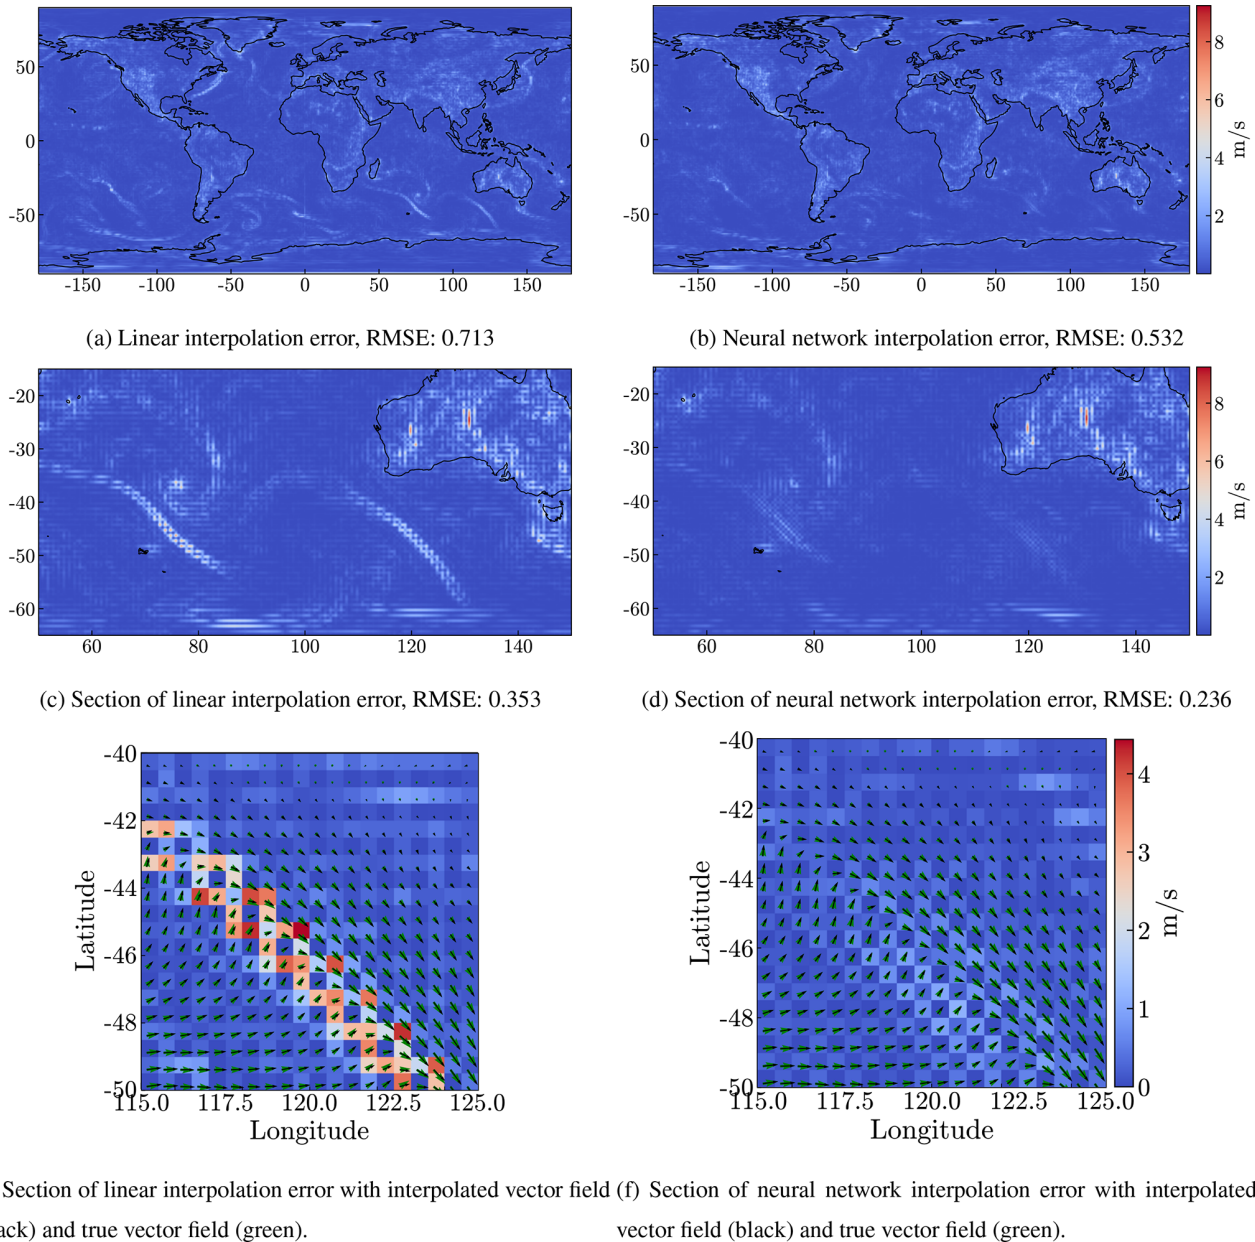 50
0
-50
-150 -100 -50 0 50 100 150
50
0
-50
-150 -100 -50 0 50 100 150
8
6
4
2
m/s
(a) Linear interpolation error, RMSE: 0.713
(b) Neural network interpolation error, RMSE: 0.532
-20
-30
-40
-50
-60
60 80 100 120 140
-20
-30
-40
-50
-60
60 80 100 120 140
8
6
4
2
m/s
(c) Section of linear interpolation error, RMSE: 0.353
(d) Section of neural network interpolation error, RMSE: 0.236
-40
-42
-44
-46
-48
-50
Latitude
115.0 117.5 120.0 122.5 125.0
Longitude
-40
-42
-44
-46
-48
-50
Latitude
115.0 117.5 120.0 122.5 125.0
Longitude
4
3
2
1
0
m/s
Section of linear interpolation error with interpolated vector field
ack) and true vector field (green).
(f) Section of neural network interpolation error with interpolated
vector field (black) and true vector field (green).